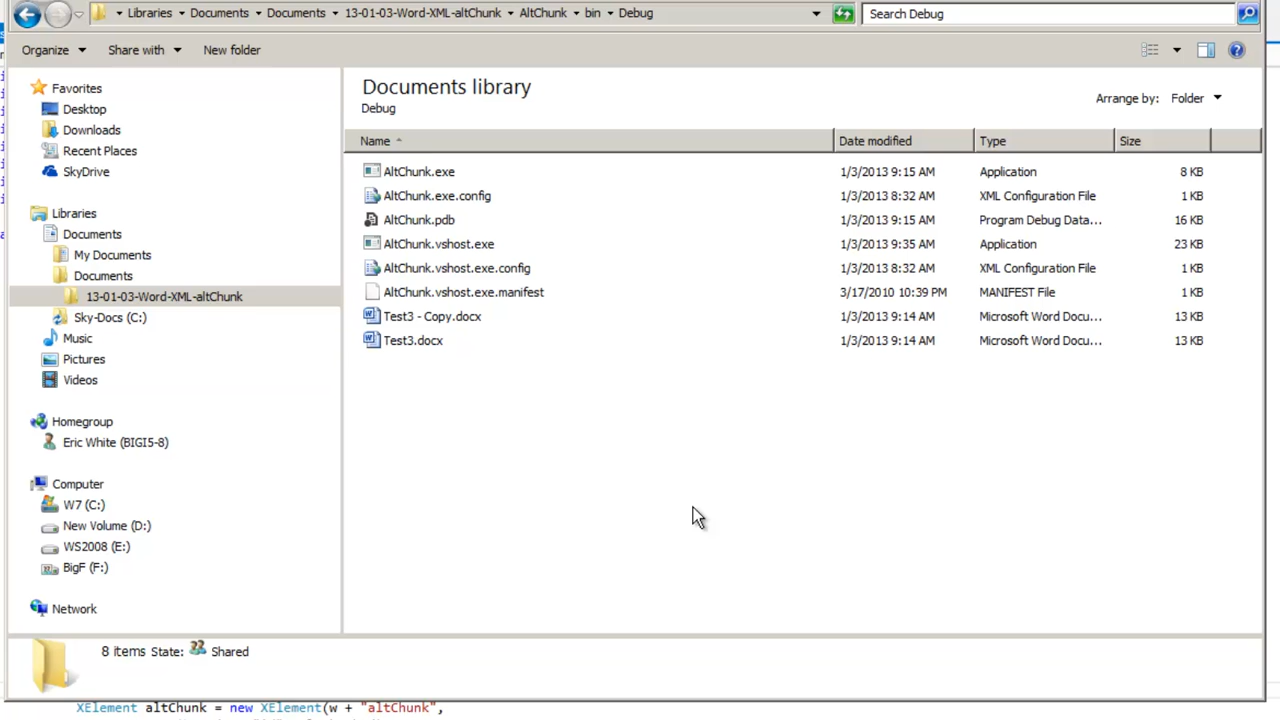 Libraries Documents Documents 13-01-03-Word-XML-altChunk AltChunk bin Debug Search Debug
Organize Share with New folder
Favorites
Desktop
Downloads
Recent Places
SkyDrive
Libraries
Documents
My Documents
Documents
13-01-03-Word-XML-altChunk
Sky-Docs (C:)
Music
Pictures
Videos
Homegroup
Eric White (BIGI5-8)
Computer
W7 (C:)
New Volume (D:)
WS2008 (E:)
BigF (F:)
Network
Documents library
Debug
Arrange by: Folder
Name Date modified Type Size
AltChunk.exe 1/3/2013 9:15 AM Application 8 KB
AltChunk.exe.config 1/3/2013 8:32 AM XML Configuration File 1 KB
AltChunk.pdb 1/3/2013 9:15 AM Program Debug Data... 16 KB
AltChunk.vshost.exe 1/3/2013 9:35 AM Application 23 KB
AltChunk.vshost.exe.config 1/3/2013 8:32 AM XML Configuration File 1 KB
AltChunk.vshost.exe.manifest 3/17/2010 10:39 PM MANIFEST File 1 KB
Test3 - Copy.docx 1/3/2013 9:14 AM Microsoft Word Docu... 13 KB
Test3.docx 1/3/2013 9:14 AM Microsoft Word Docu... 13 KB
8 items State: Shared
XElement altChunk = new XElement(w + "altChunk",